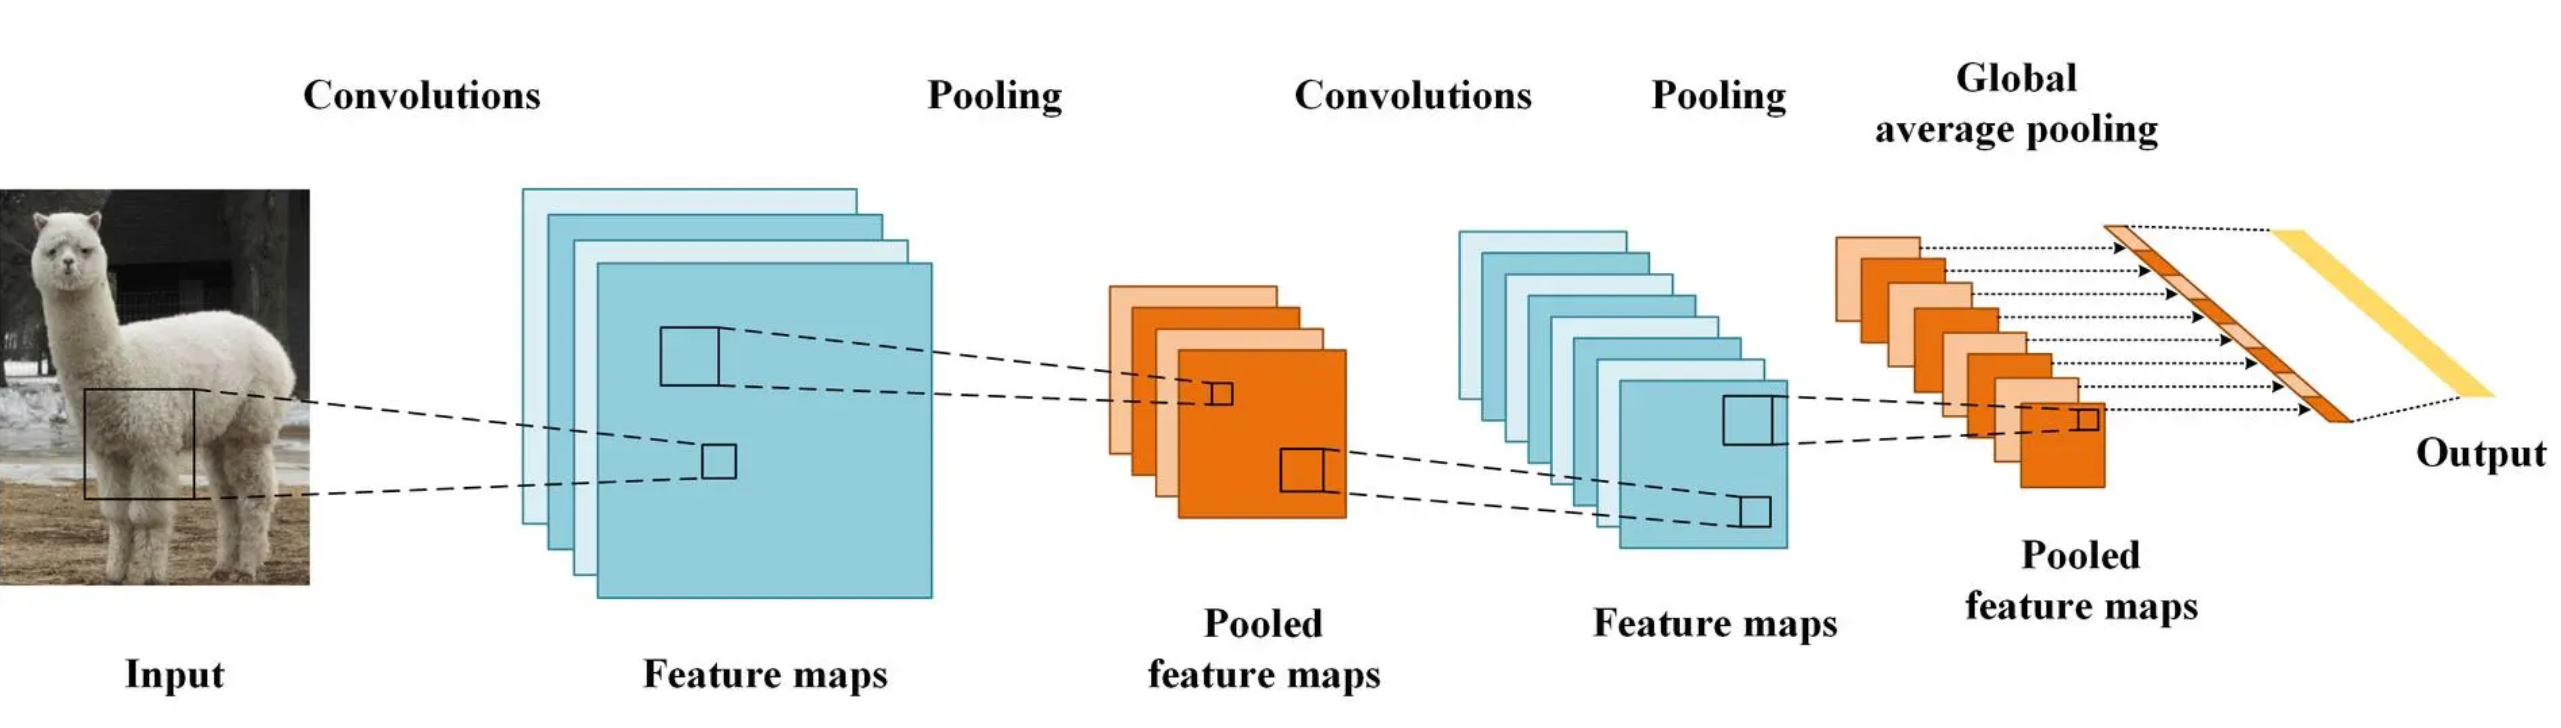 Convolutions
Pooling
Convolutions
Pooling
Global
average pooling
Input
Feature maps
Pooled
feature maps
Feature maps
Pooled
feature maps
Output